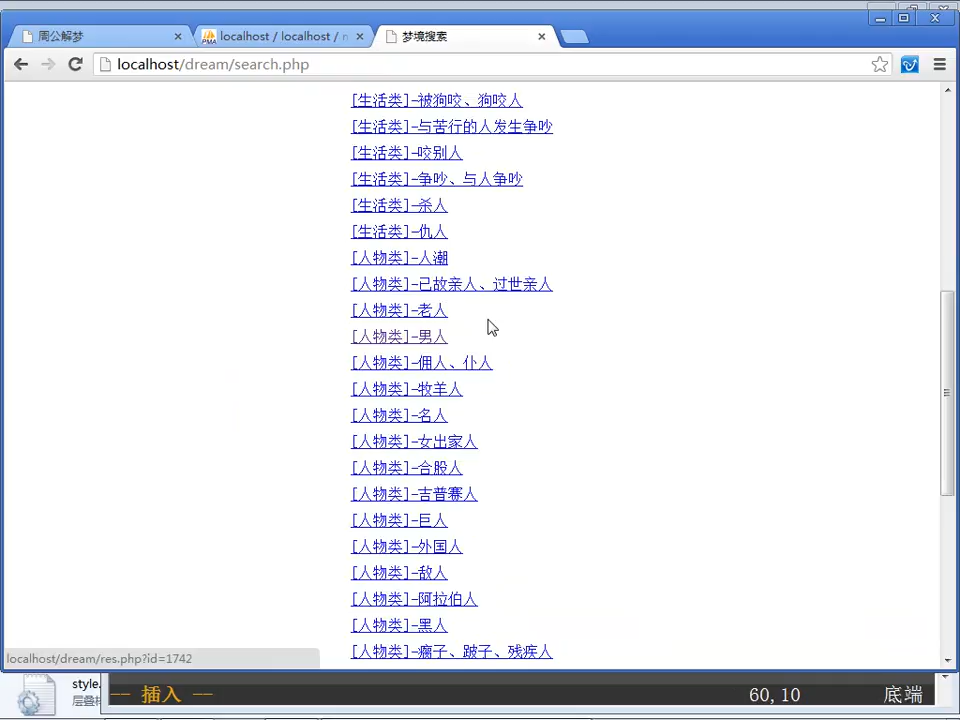 周公解梦
localhost / localhost / n
梦境搜索
localhost/dream/search.php
[生活类]-被狗咬、狗咬人
[生活类]-与苦行的人发生争吵
[生活类]-咬别人
[生活类]-争吵、与人争吵
[生活类]-杀人
[生活类]-仇人
[人物类]-人潮
[人物类]-已故亲人、过世亲人
[人物类]-老人
[人物类]-男人
[人物类]-佣人、仆人
[人物类]-牧羊人
[人物类]-名人
[人物类]-女出家人
[人物类]-合股人
[人物类]-吉普赛人
[人物类]-巨人
[人物类]-外国人
[人物类]-敌人
[人物类]-阿拉伯人
[人物类]-黑人
[人物类]-瘸子、跛子、残疾人
localhost/dream/res.php?id=1742
style.
层叠样
-- 插入 --
60,10
底端